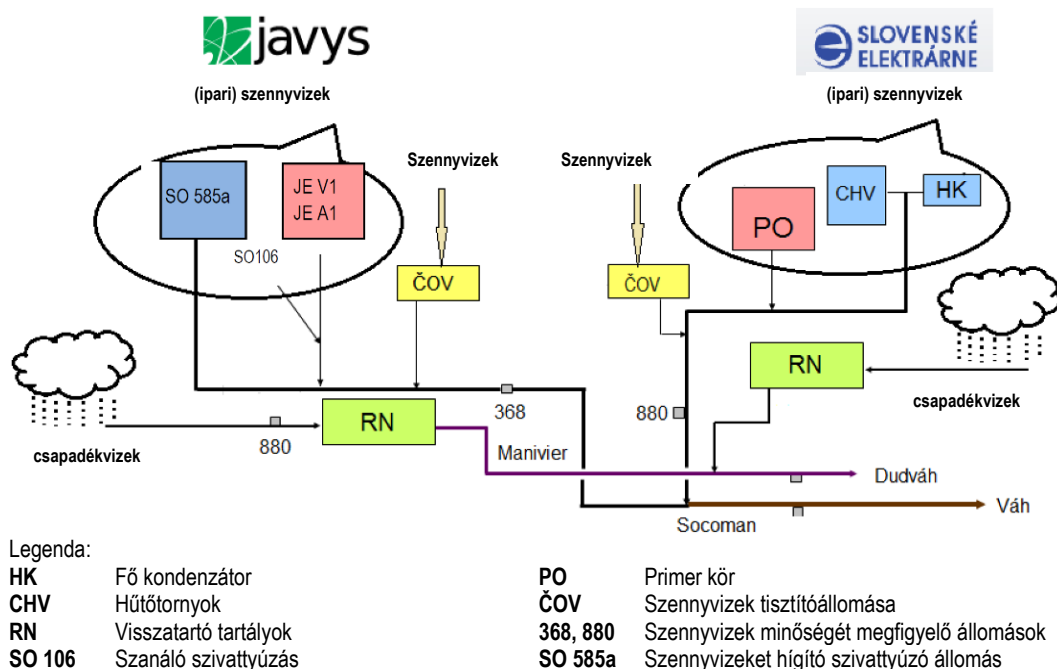 javys
SLOVENSKÉ
ELEKTRÁRNE
(ipari) szennyvizek
(ipari) szennyvizek
Szennyvizek
Szennyvizek
SO 585a
JE V1
JE A1
SO106
ČOV
ČOV
PO
CHV
HK
RN
368
880
RN
880
csapadékvizek
csapadékvizek
Manivier
Dudváh
Socoman
Váh
Legenda:
HK Fő kondenzátor
CHV Hűtőtornyok
RN Visszatartó tartályok
SO 106 Szanáló szivattyúzás
PO Primer kör
ČOV Szennyvizek tisztítóállomása
368, 880 Szennyvizek minőségét megfigyelő állomások
SO 585a Szennyvizeket hígító szivattyúzó állomás